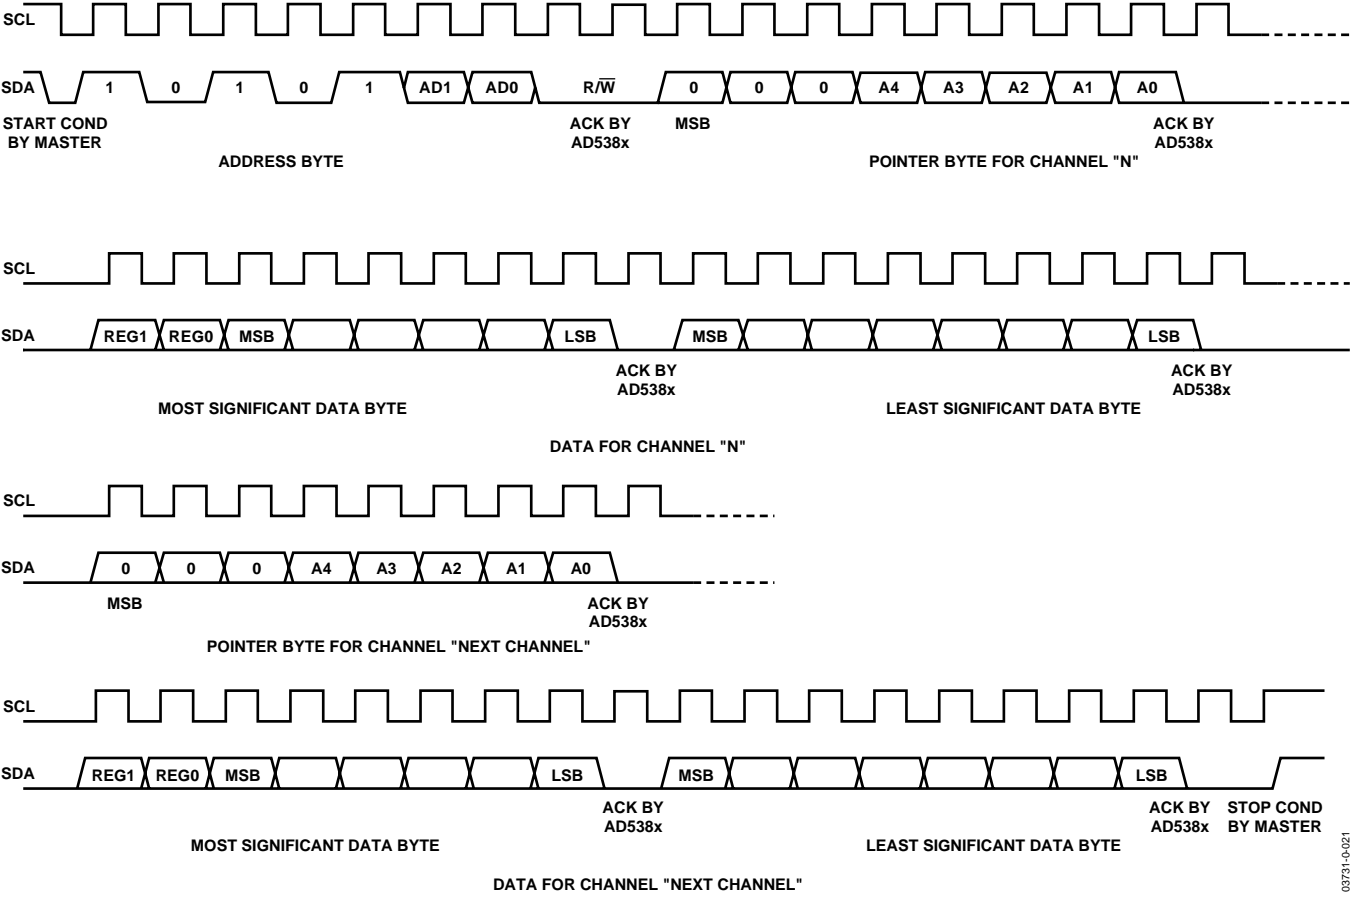 SCL
SDA 1 0 1 0 1 AD1 AD0 R/W̅ 0 0 0 A4 A3 A2 A1 A0
START COND BY MASTER
ACK BY AD538x
MSB
ACK BY AD538x
ADDRESS BYTE
POINTER BYTE FOR CHANNEL "N"
SCL
SDA REG1 REG0 MSB LSB MSB LSB
ACK BY AD538x
ACK BY AD538x
MOST SIGNIFICANT DATA BYTE
LEAST SIGNIFICANT DATA BYTE
DATA FOR CHANNEL "N"
SCL
SDA 0 0 0 A4 A3 A2 A1 A0
MSB
ACK BY AD538x
POINTER BYTE FOR CHANNEL "NEXT CHANNEL"
SCL
SDA REG1 REG0 MSB LSB MSB LSB
ACK BY AD538x
ACK BY AD538x
STOP COND BY MASTER
MOST SIGNIFICANT DATA BYTE
LEAST SIGNIFICANT DATA BYTE
DATA FOR CHANNEL "NEXT CHANNEL"
03731-0-021